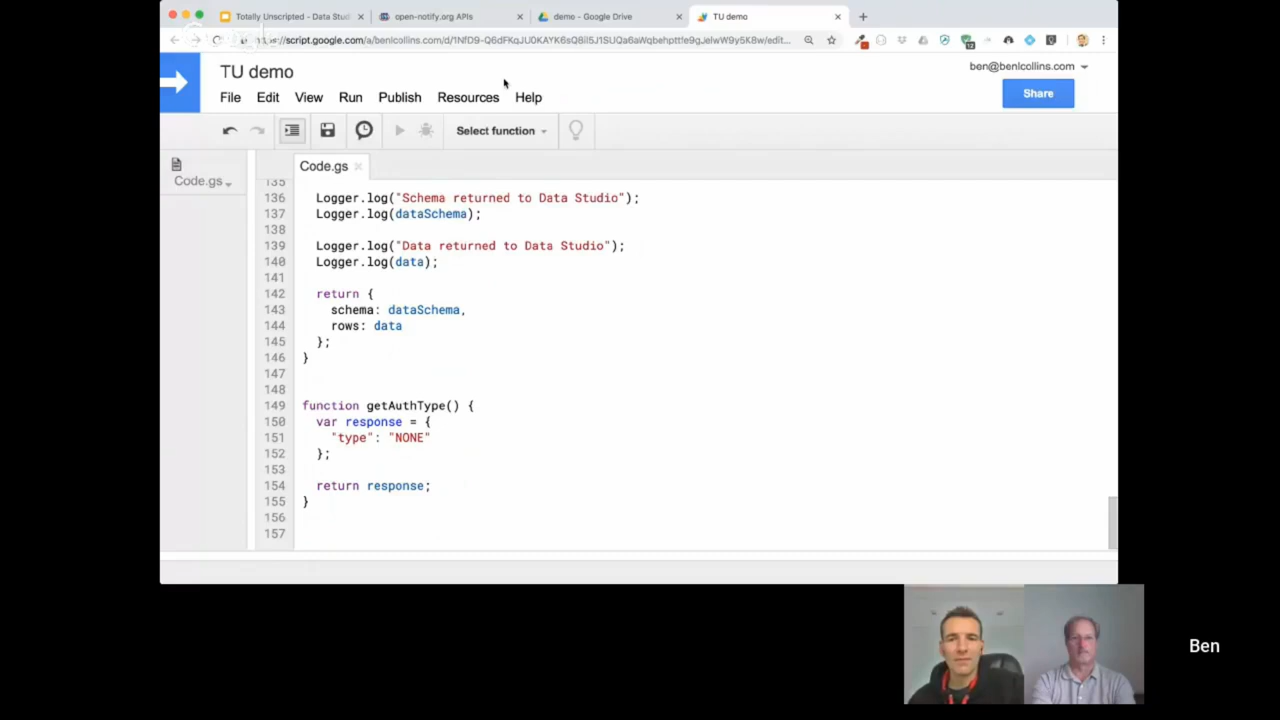 Totally Unscripted - Data Stud
open-notify.org APIs
demo - Google Drive
TU demo
TU demo
ben@benlcollins.com
File Edit View Run Publish Resources Help
Share
Select function
Code.gs
Code.gs
135
136 Logger.log("Schema returned to Data Studio");
137 Logger.log(dataSchema);
138
139 Logger.log("Data returned to Data Studio");
140 Logger.log(data);
141
142 return {
143 schema: dataSchema,
144 rows: data
145 };
146 }
147
148
149 function getAuthType() {
150 var response = {
151 "type": "NONE"
152 };
153
154 return response;
155 }
156
157
Ben